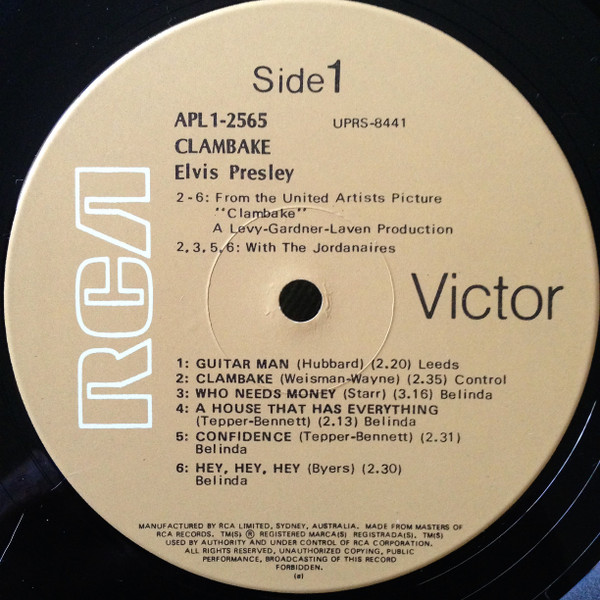 Side 1
APL1-2565 UPRS-8441
CLAMBAKE
Elvis Presley
2-6: From the United Artists Picture
"Clambake"
A Levy-Gardner-Laven Production
2,3,5,6: With The Jordanaires
RCA
Victor
1: GUITAR MAN (Hubbard) (2.20) Leeds
2: CLAMBAKE (Weisman-Wayne) (2.35) Control
3: WHO NEEDS MONEY (Starr) (3.16) Belinda
4: A HOUSE THAT HAS EVERYTHING
(Tepper-Bennett) (2.13) Belinda
5: CONFIDENCE (Tepper-Bennett) (2.31)
Belinda
6: HEY, HEY, HEY (Byers) (2.30)
Belinda
MANUFACTURED BY RCA LIMITED, SYDNEY, AUSTRALIA. MADE FROM MASTERS OF
RCA RECORDS. TM(S) ® REGISTERED MARCA(S) REGISTRADA(S). TM(S)
USED BY AUTHORITY AND UNDER CONTROL OF RCA CORPORATION.
ALL RIGHTS RESERVED, UNAUTHORIZED COPYING, PUBLIC
PERFORMANCE, BROADCASTING OF THIS RECORD
FORBIDDEN.
(a)